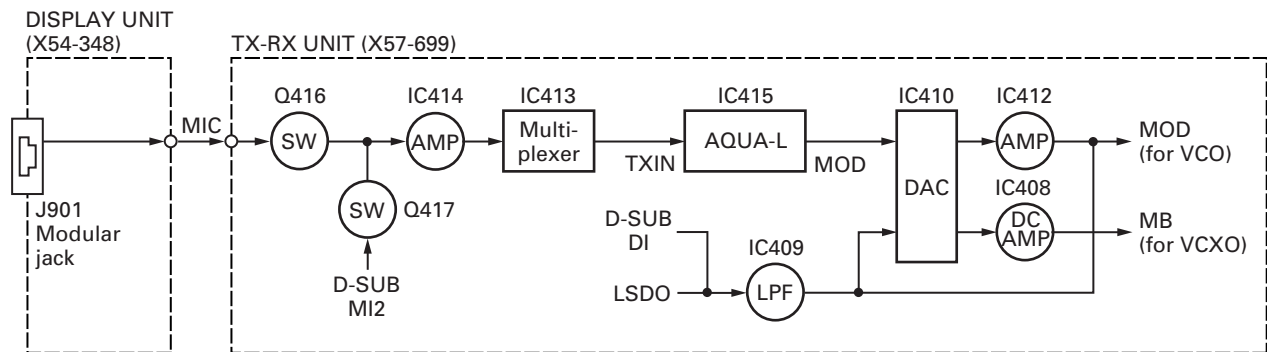 DISPLAY UNIT
(X54-348)
TX-RX UNIT (X57-699)
J901
Modular
jack
MIC
Q416
SW
IC414
AMP
IC413
Multi-
plexer
TXIN
IC415
AQUA-L
MOD
IC410
DAC
IC412
AMP
MOD
(for VCO)
SW
Q417
D-SUB
MI2
D-SUB
DI
LSDO
IC409
LPF
IC408
DC
AMP
MB
(for VCXO)